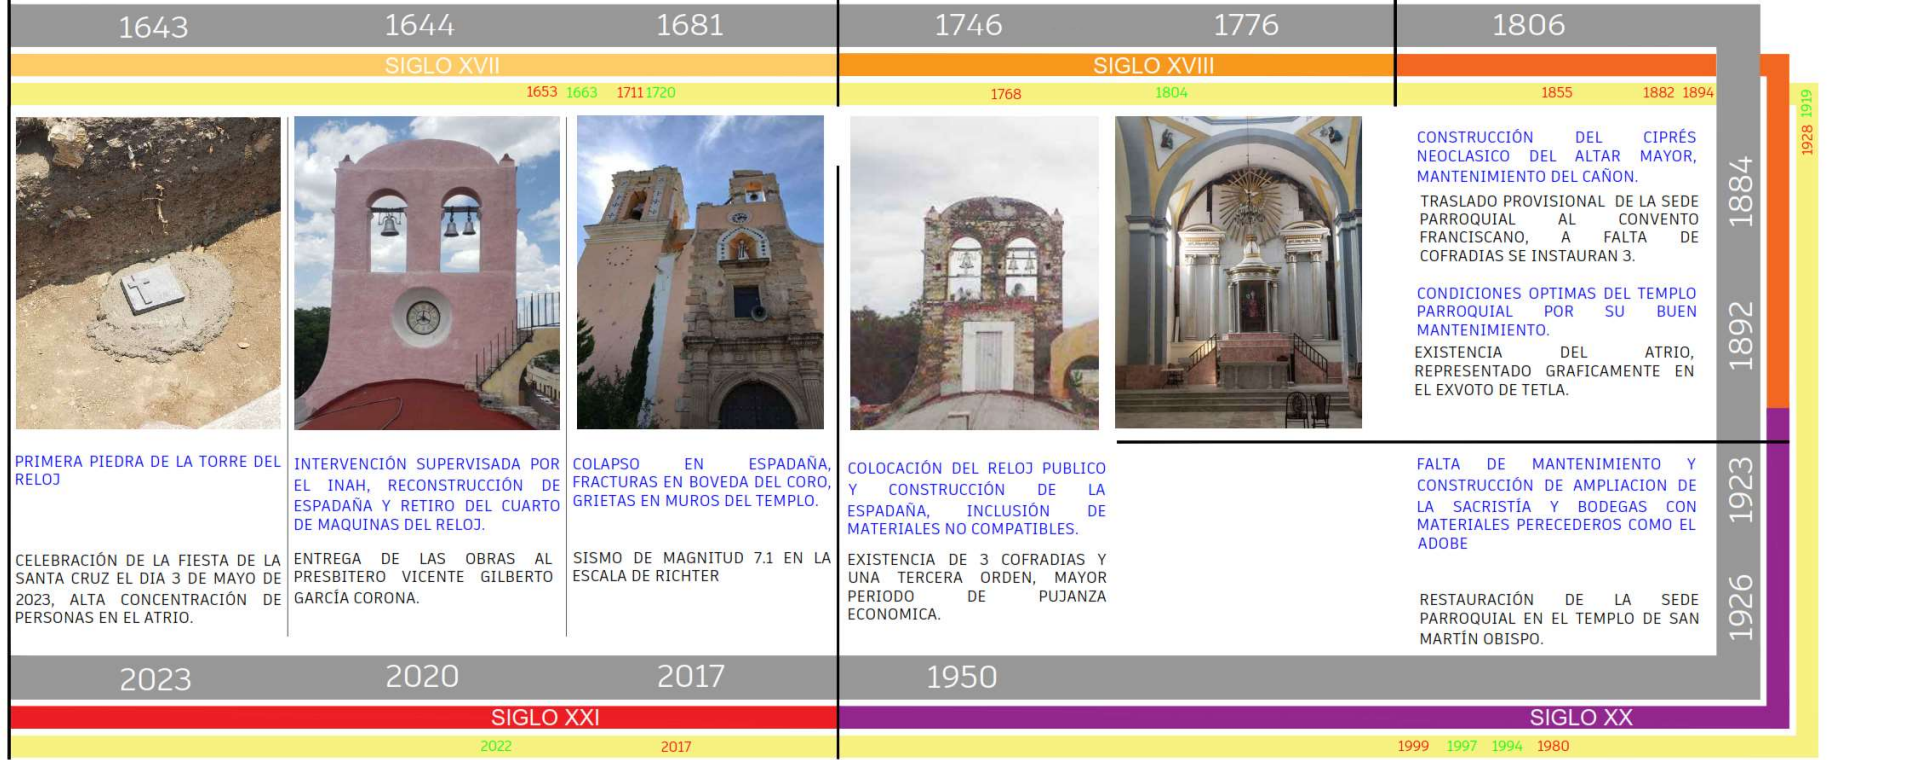 1643
1644
1681
1746
1776
1806
SIGLO XVII
SIGLO XVIII
1653 1663 1711 1720
1768
1804
1855
1882 1894
1919
1928
1884
1892
1923
1926
CONSTRUCCIÓN DEL CIPRÉS
NEOCLASICO DEL ALTAR MAYOR,
MANTENIMIENTO DEL CAÑON.
TRASLADO PROVISIONAL DE LA SEDE
PARROQUIAL AL CONVENTO
FRANCISCANO, A FALTA DE
COFRADIAS SE INSTAURAN 3.
CONDICIONES OPTIMAS DEL TEMPLO
PARROQUIAL POR SU BUEN
MANTENIMIENTO.
EXISTENCIA DEL ATRIO,
REPRESENTADO GRAFICAMENTE EN
EL EXVOTO DE TETLA.
PRIMERA PIEDRA DE LA TORRE DEL
RELOJ
CELEBRACIÓN DE LA FIESTA DE LA
SANTA CRUZ EL DIA 3 DE MAYO DE
2023, ALTA CONCENTRACIÓN DE
PERSONAS EN EL ATRIO.
INTERVENCIÓN SUPERVISADA POR
EL INAH, RECONSTRUCCIÓN DE
ESPADAÑA Y RETIRO DEL CUARTO
DE MAQUINAS DEL RELOJ.
ENTREGA DE LAS OBRAS AL
PRESBITERO VICENTE GILBERTO
GARCÍA CORONA.
COLAPSO EN ESPADAÑA,
FRACTURAS EN BOVEDA DEL CORO,
GRIETAS EN MUROS DEL TEMPLO.
SISMO DE MAGNITUD 7.1 EN LA
ESCALA DE RICHTER
COLOCACIÓN DEL RELOJ PUBLICO
Y CONSTRUCCIÓN DE LA
ESPADAÑA, INCLUSIÓN DE
MATERIALES NO COMPATIBLES.
EXISTENCIA DE 3 COFRADIAS Y
UNA TERCERA ORDEN, MAYOR
PERIODO DE PUJANZA
ECONOMICA.
FALTA DE MANTENIMIENTO Y
CONSTRUCCIÓN DE AMPLIACION DE
LA SACRISTÍA Y BODEGAS CON
MATERIALES PERECEDEROS COMO EL
ADOBE
RESTAURACIÓN DE LA SEDE
PARROQUIAL EN EL TEMPLO DE SAN
MARTÍN OBISPO.
2023
2020
2017
1950
SIGLO XXI
SIGLO XX
2022
2017
1999 1997 1994 1980